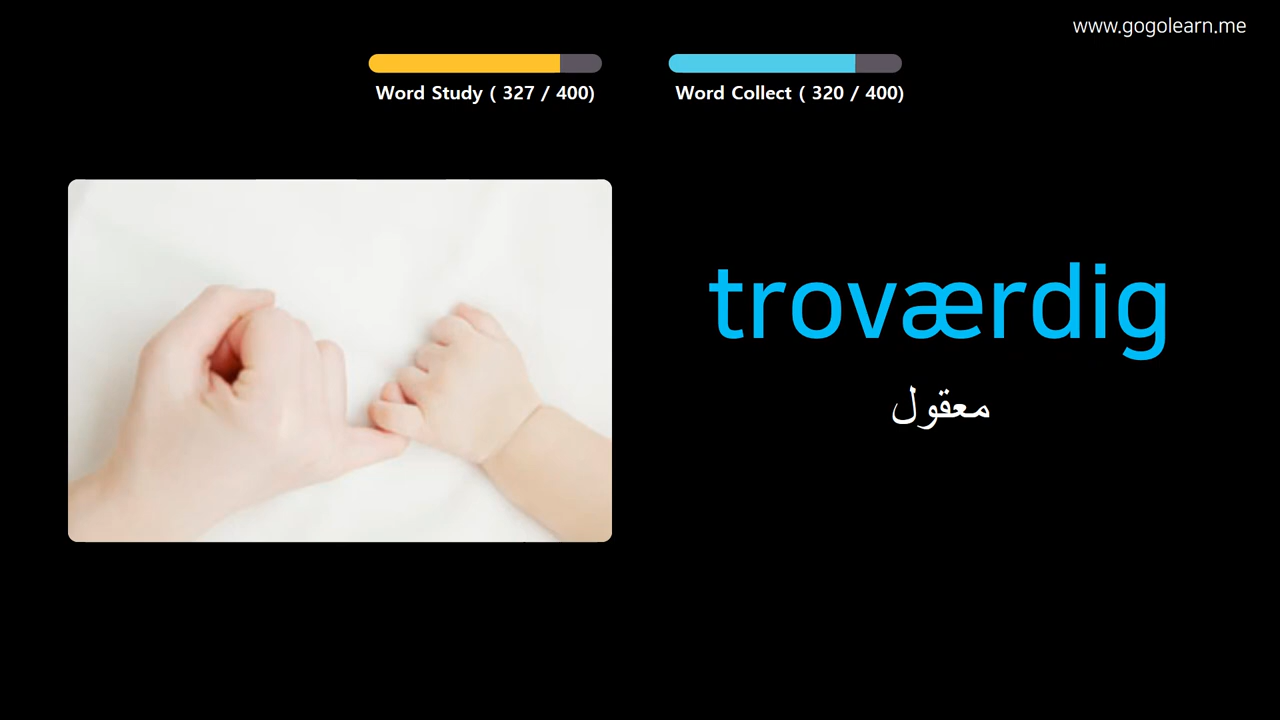 www.gogolearn.me
Word Study ( 327 / 400)
Word Collect ( 320 / 400)
troværdig
معقول